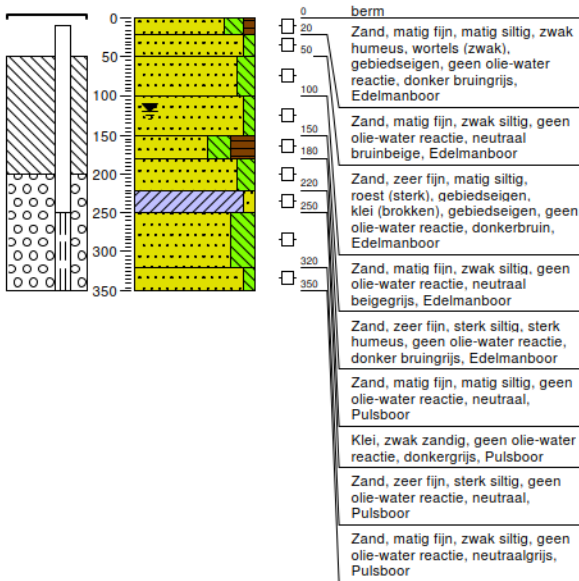 0
50
100
150
200
250
300
350
0
20
50
100
150
180
220
250
320
350
berm
Zand, matig fijn, matig siltig, zwak
humeus, wortels (zwak),
gebiedseigen, geen olie-water
reactie, donker bruingrijs,
Edelmanboor
Zand, matig fijn, zwak siltig, geen
olie-water reactie, neutraal
bruinbeige, Edelmanboor
Zand, zeer fijn, matig siltig,
roest (sterk), gebiedseigen,
klei (brokken), gebiedseigen, geen
olie-water reactie, donkerbruin,
Edelmanboor
Zand, matig fijn, zwak siltig, geen
olie-water reactie, neutraal
beigegrijs, Edelmanboor
Zand, zeer fijn, sterk siltig, sterk
humeus, geen olie-water reactie,
donker bruingrijs, Edelmanboor
Zand, matig fijn, matig siltig, geen
olie-water reactie, neutraal,
Pulsboor
Klei, zwak zandig, geen olie-water
reactie, donkergrijs, Pulsboor
Zand, zeer fijn, sterk siltig, geen
olie-water reactie, neutraal,
Pulsboor
Zand, matig fijn, zwak siltig, geen
olie-water reactie, neutraalgrijs,
Pulsboor